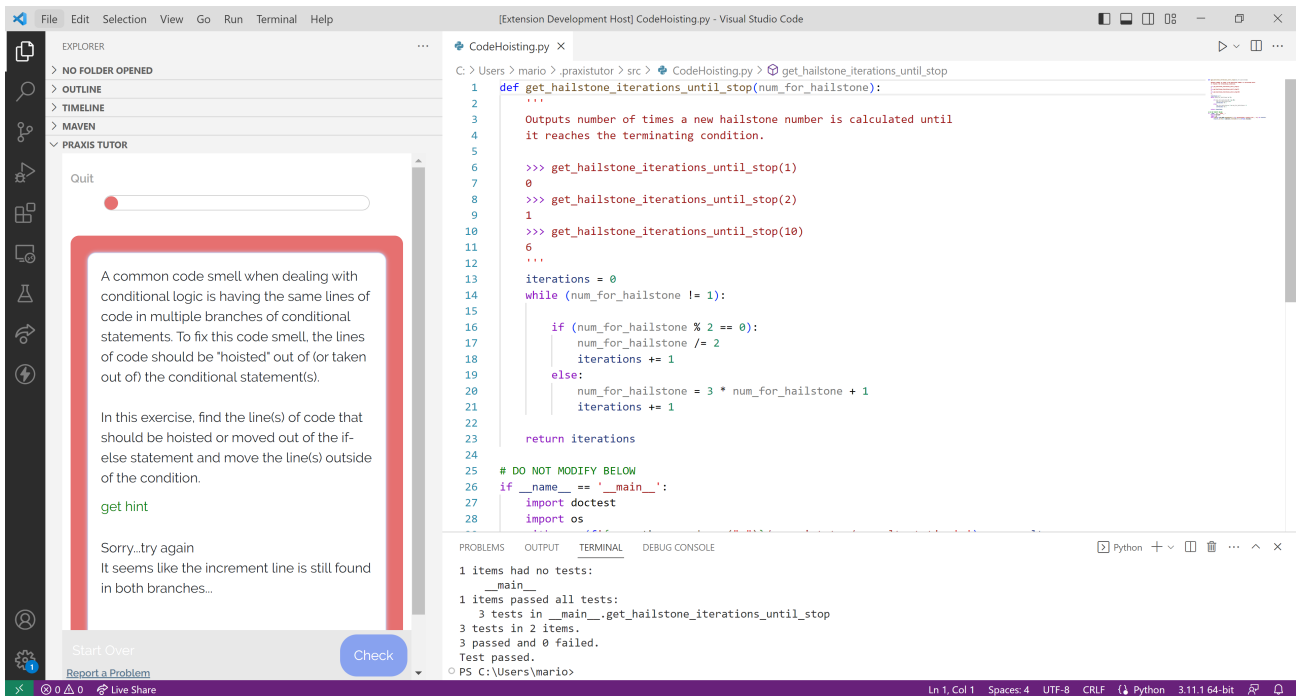 File Edit Selection View Go Run Terminal Help
[Extension Development Host] CodeHoisting.py - Visual Studio Code
EXPLORER
NO FOLDER OPENED
OUTLINE
TIMELINE
MAVEN
PRAXIS TUTOR
Quit
A common code smell when dealing with
conditional logic is having the same lines of
code in multiple branches of conditional
statements. To fix this code smell, the lines
of code should be "hoisted" out of (or taken
out of) the conditional statement(s).
In this exercise, find the line(s) of code that
should be hoisted or moved out of the if-
else statement and move the line(s) outside
of the condition.
get hint
Sorry...try again
It seems like the increment line is still found
in both branches...
Start Over
Check
Report a Problem
CodeHoisting.py
C: > Users > mario > .praxistutor > src > CodeHoisting.py > get_hailstone_iterations_until_stop
1 def get_hailstone_iterations_until_stop(num_for_hailstone):
2 '''
3 Outputs number of times a new hailstone number is calculated until
4 it reaches the terminating condition.
5
6 >>> get_hailstone_iterations_until_stop(1)
7 0
8 >>> get_hailstone_iterations_until_stop(2)
9 1
10 >>> get_hailstone_iterations_until_stop(10)
11 6
12 '''
13 iterations = 0
14 while (num_for_hailstone != 1):
15
16 if (num_for_hailstone % 2 == 0):
17 num_for_hailstone /= 2
18 iterations += 1
19 else:
20 num_for_hailstone = 3 * num_for_hailstone + 1
21 iterations += 1
22
23 return iterations
24
25 # DO NOT MODIFY BELOW
26 if __name__ == '__main__':
27 import doctest
28 import os
PROBLEMS OUTPUT TERMINAL DEBUG CONSOLE
Python
1 items had no tests:
__main__
1 items passed all tests:
3 tests in __main__.get_hailstone_iterations_until_stop
3 tests in 2 items.
3 passed and 0 failed.
Test passed.
PS C:\Users\mario>
1
0 0 Live Share
Ln 1, Col 1 Spaces: 4 UTF-8 CRLF Python 3.11.1 64-bit